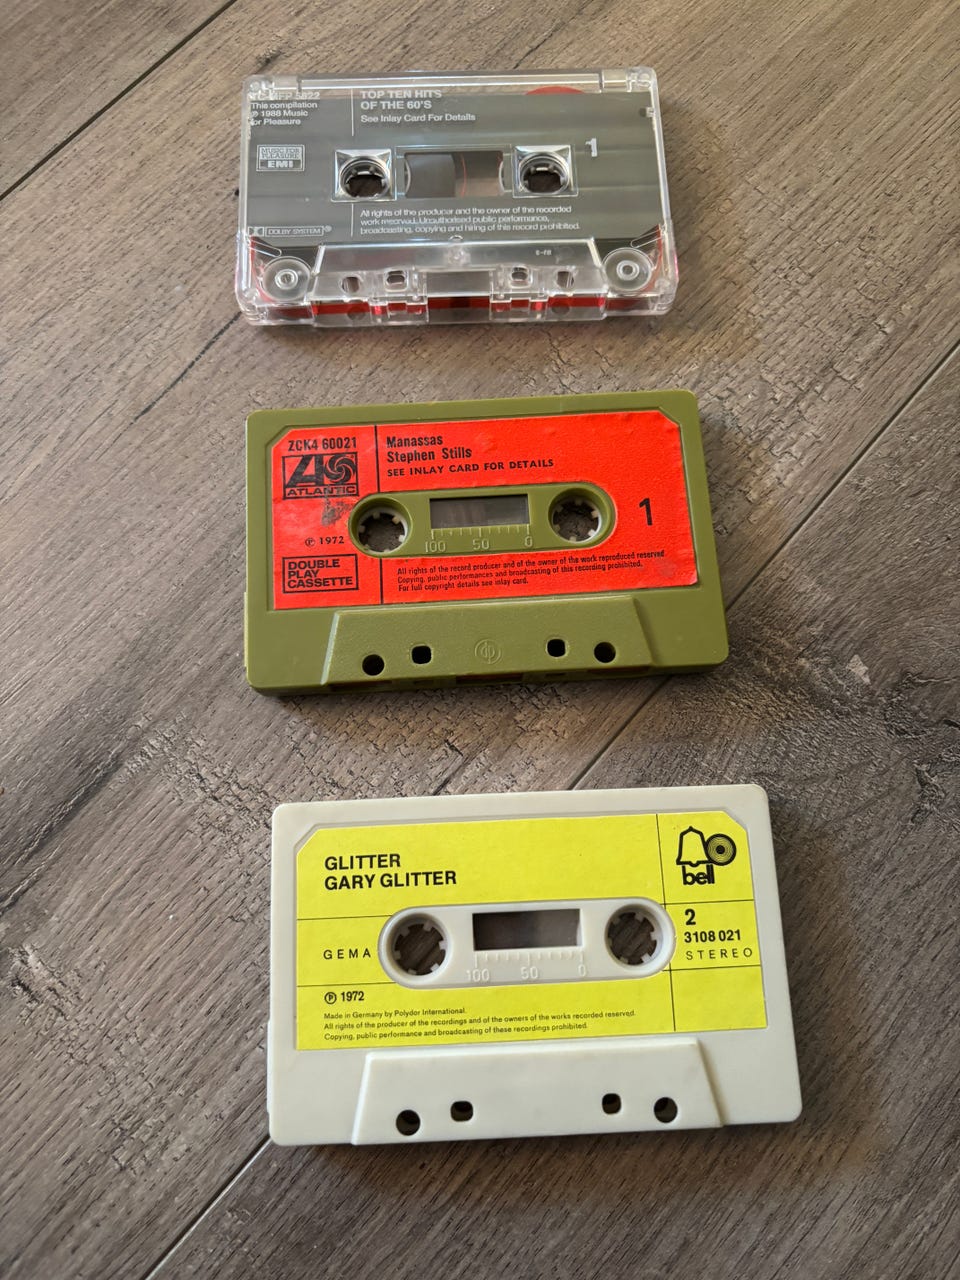 TC-MFP 5822
This compilation
℗ 1988 Music
for Pleasure
TOP TEN HITS
OF THE 60'S
See Inlay Card For Details
MUSIC FOR
PLEASURE
EMI
1
All rights of the producer and the owner of the recorded
work reserved. Unauthorised public performance,
broadcasting, copying and hiring of this record prohibited.
DOLBY SYSTEM®
ZCK4 60021
ATLANTIC
℗ 1972
DOUBLE
PLAY
CASSETTE
Manassas
Stephen Stills
SEE INLAY CARD FOR DETAILS
1
100 50 0
All rights of the record producer and of the owner of the work reproduced reserved.
Copying, public performances and broadcasting of this recording prohibited.
For full copyright details see inlay card.
dp
GLITTER
GARY GLITTER
bell
2
3108 021
STEREO
GEMA
100 50 0
℗ 1972
Made in Germany by Polydor International.
All rights of the producer of the recordings and of the owners of the works recorded reserved.
Copying, public performance and broadcasting of these recordings prohibited.